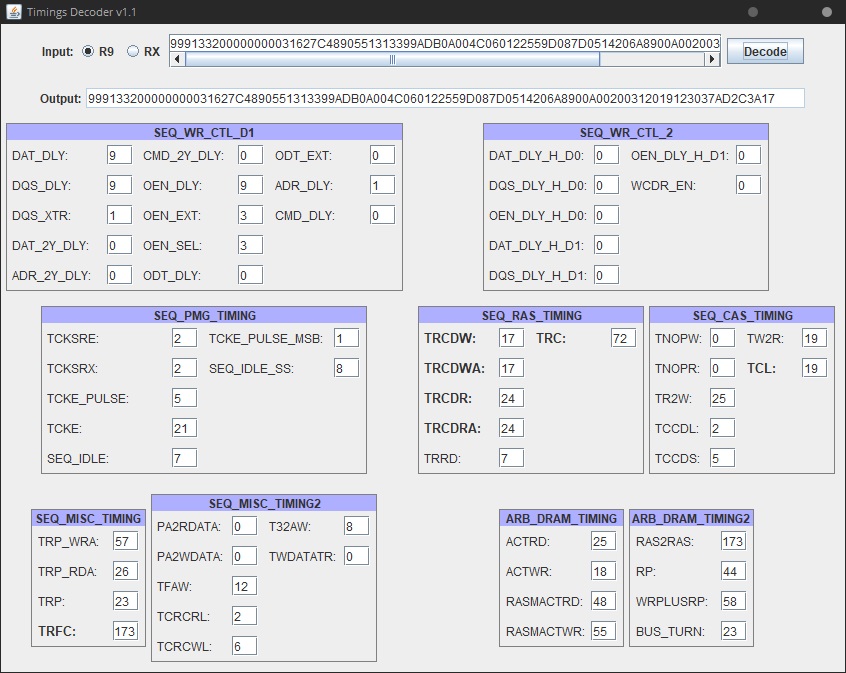 Timings Decoder v1.1
Input: R9 RX 999133200000000031627C4890551313399ADB0A004C060122559D087D0514206A8900A002003 Decode
Output: 999133200000000031627C4890551313399ADB0A004C060122559D087D0514206A8900A00200312019123037AD2C3A17
SEQ_WR_CTL_D1
DAT_DLY: 9 CMD_2Y_DLY: 0 ODT_EXT: 0
DQS_DLY: 9 OEN_DLY: 9 ADR_DLY: 1
DQS_XTR: 1 OEN_EXT: 3 CMD_DLY: 0
DAT_2Y_DLY: 0 OEN_SEL: 3
ADR_2Y_DLY: 0 ODT_DLY: 0
SEQ_WR_CTL_2
DAT_DLY_H_D0: 0 OEN_DLY_H_D1: 0
DQS_DLY_H_D0: 0 WCDR_EN: 0
OEN_DLY_H_D0: 0
DAT_DLY_H_D1: 0
DQS_DLY_H_D1: 0
SEQ_PMG_TIMING
TCKSRE: 2 TCKE_PULSE_MSB: 1
TCKSRX: 2 SEQ_IDLE_SS: 8
TCKE_PULSE: 5
TCKE: 21
SEQ_IDLE: 7
SEQ_RAS_TIMING
TRCDW: 17 TRC: 72
TRCDWA: 17
TRCDR: 24
TRCDRA: 24
TRRD: 7
SEQ_CAS_TIMING
TNOPW: 0 TW2R: 19
TNOPR: 0 TCL: 19
TR2W: 25
TCCDL: 2
TCCDS: 5
SEQ_MISC_TIMING
TRP_WRA: 57
TRP_RDA: 26
TRP: 23
TRFC: 173
SEQ_MISC_TIMING2
PA2RDATA: 0 T32AW: 8
PA2WDATA: 0 TWDATATR: 0
TFAW: 12
TCRCRL: 2
TCRCWL: 6
ARB_DRAM_TIMING
ACTRD: 25
ACTWR: 18
RASMACTRD: 48
RASMACTWR: 55
ARB_DRAM_TIMING2
RAS2RAS: 173
RP: 44
WRPLUSRP: 58
BUS_TURN: 23